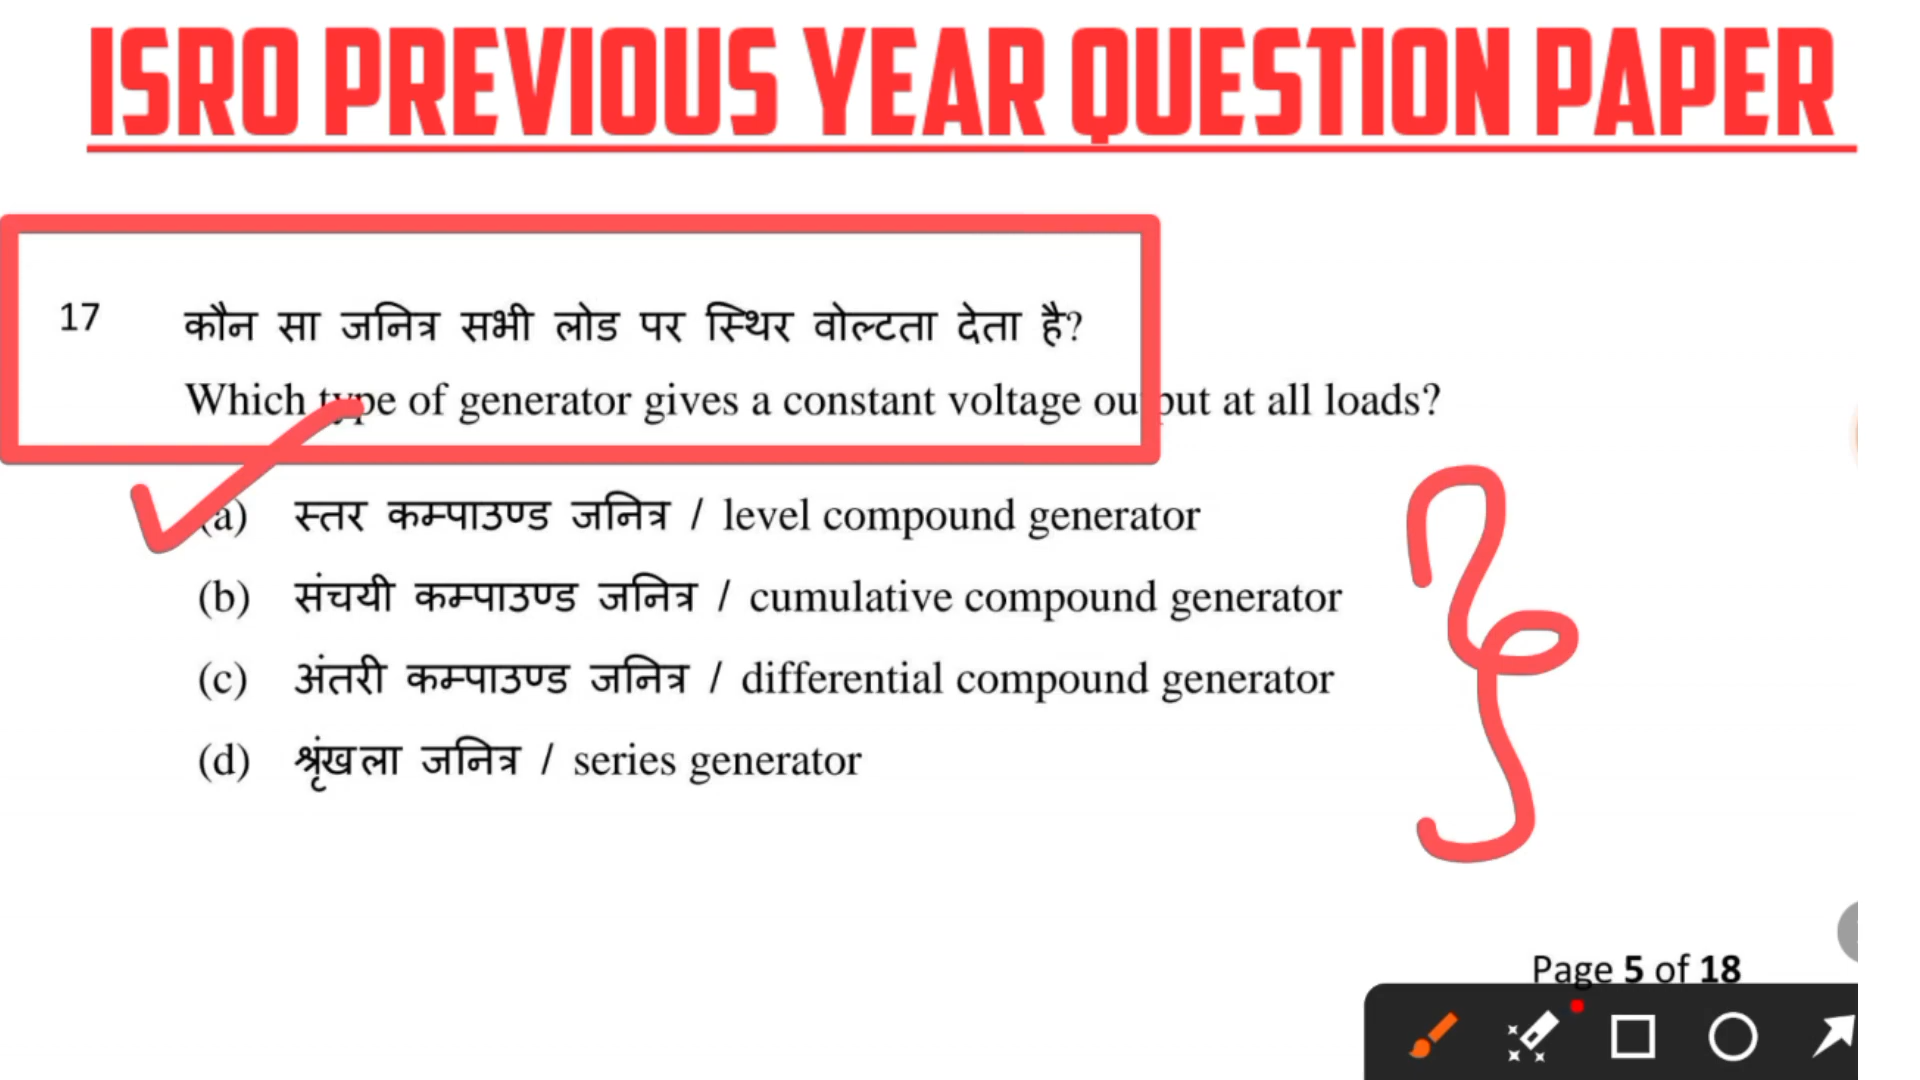 ISRO PREVIOUS YEAR QUESTION PAPER
17 कौन सा जनित्र सभी लोड पर स्थिर वोल्टता देता है?
Which type of generator gives a constant voltage output at all loads?
(a) स्तर कम्पाउण्ड जनित्र / level compound generator
(b) संचयी कम्पाउण्ड जनित्र / cumulative compound generator
(c) अंतरी कम्पाउण्ड जनित्र / differential compound generator
(d) श्रृंखला जनित्र / series generator
Page 5 of 18